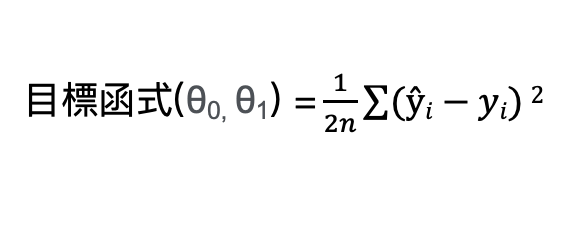 目標函式(θ₀, θ₁) = 1/2n ∑(ŷᵢ − yᵢ) ²